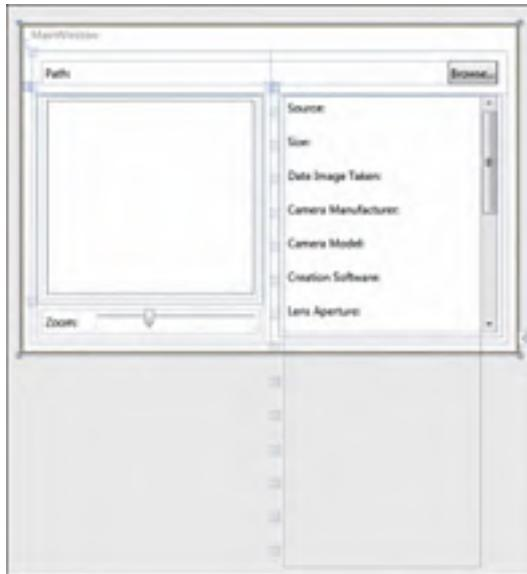 MainWindow
Path:
Browse...
Source:
Size:
Date Image Taken:
Camera Manufacturer:
Camera Model:
Creation Software:
Lens Aperture:
Zoom: